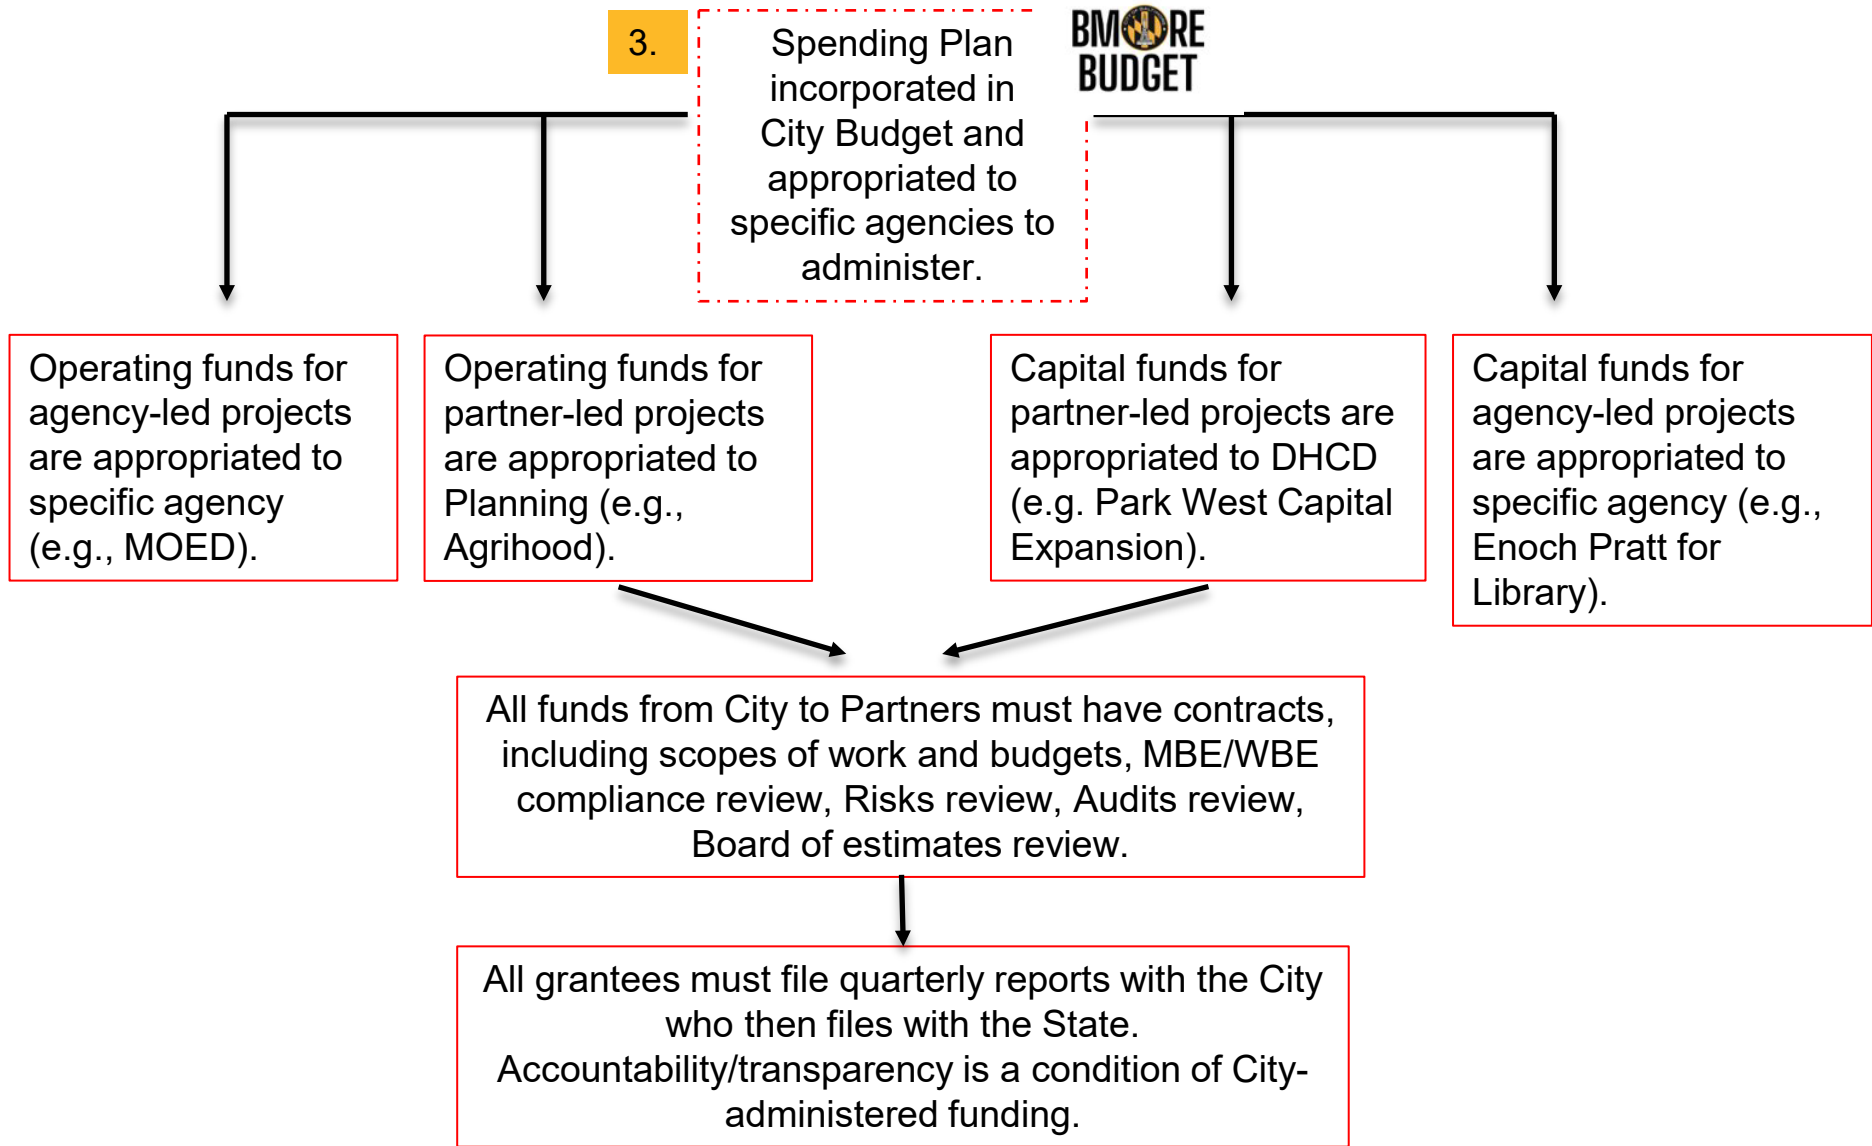 3.
Spending Plan
incorporated in
City Budget and
appropriated to
specific agencies to
administer.
BMORE
BUDGET
Operating funds for
agency-led projects
are appropriated to
specific agency
(e.g., MOED).
Operating funds for
partner-led projects
are appropriated to
Planning (e.g.,
Agrihood).
Capital funds for
partner-led projects are
appropriated to DHCD
(e.g. Park West Capital
Expansion).
Capital funds for
agency-led projects
are appropriated to
specific agency (e.g.,
Enoch Pratt for
Library).
All funds from City to Partners must have contracts,
including scopes of work and budgets, MBE/WBE
compliance review, Risks review, Audits review,
Board of estimates review.
All grantees must file quarterly reports with the City
who then files with the State.
Accountability/transparency is a condition of City-
administered funding.